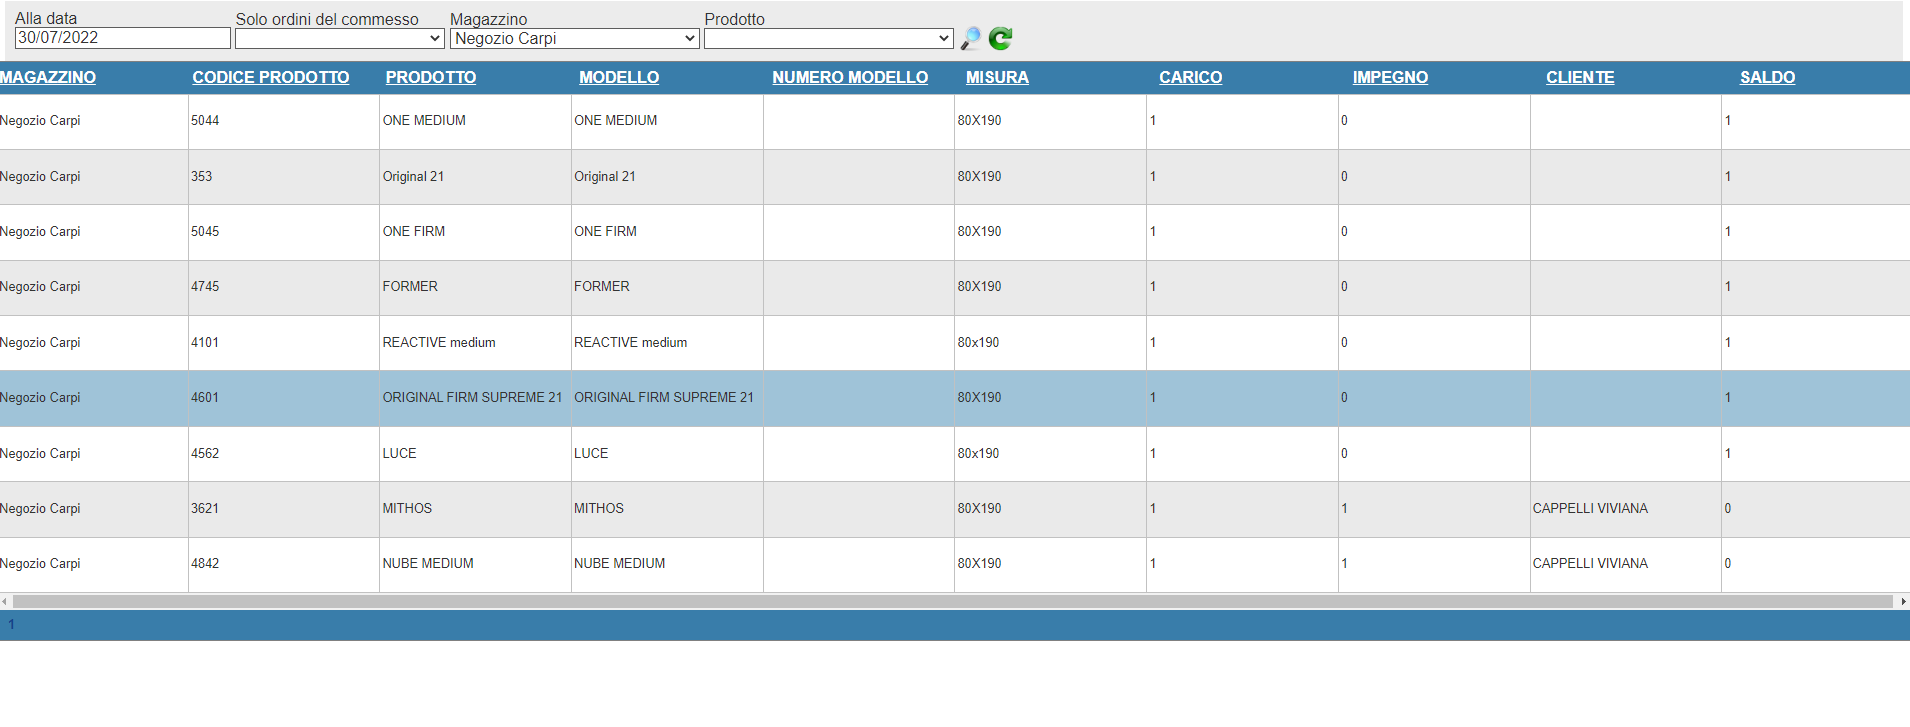 Alla data Solo ordini del commesso Magazzino Prodotto
30/07/2022 Negozio Carpi
MAGAZZINO CODICE PRODOTTO PRODOTTO MODELLO NUMERO MODELLO MISURA CARICO IMPEGNO CLIENTE SALDO
Negozio Carpi 5044 ONE MEDIUM ONE MEDIUM 80X190 1 0 1
Negozio Carpi 353 Original 21 Original 21 80X190 1 0 1
Negozio Carpi 5045 ONE FIRM ONE FIRM 80X190 1 0 1
Negozio Carpi 4745 FORMER FORMER 80X190 1 0 1
Negozio Carpi 4101 REACTIVE medium REACTIVE medium 80x190 1 0 1
Negozio Carpi 4601 ORIGINAL FIRM SUPREME 21 ORIGINAL FIRM SUPREME 21 80X190 1 0 1
Negozio Carpi 4562 LUCE LUCE 80x190 1 0 1
Negozio Carpi 3621 MITHOS MITHOS 80X190 1 1 CAPPELLI VIVIANA 0
Negozio Carpi 4842 NUBE MEDIUM NUBE MEDIUM 80X190 1 1 CAPPELLI VIVIANA 0
1